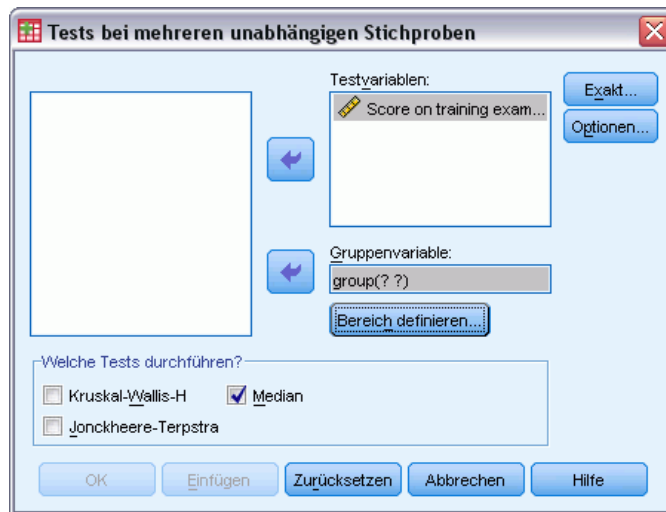 Tests bei mehreren unabhängigen Stichproben
Testvariablen:
Score on training exam...
Exakt...
Optionen...
Gruppenvariable:
group(? ?)
Bereich definieren...
Welche Tests durchführen?
Kruskal-Wallis-H
Median
Jonckheere-Terpstra
OK
Einfügen
Zurücksetzen
Abbrechen
Hilfe